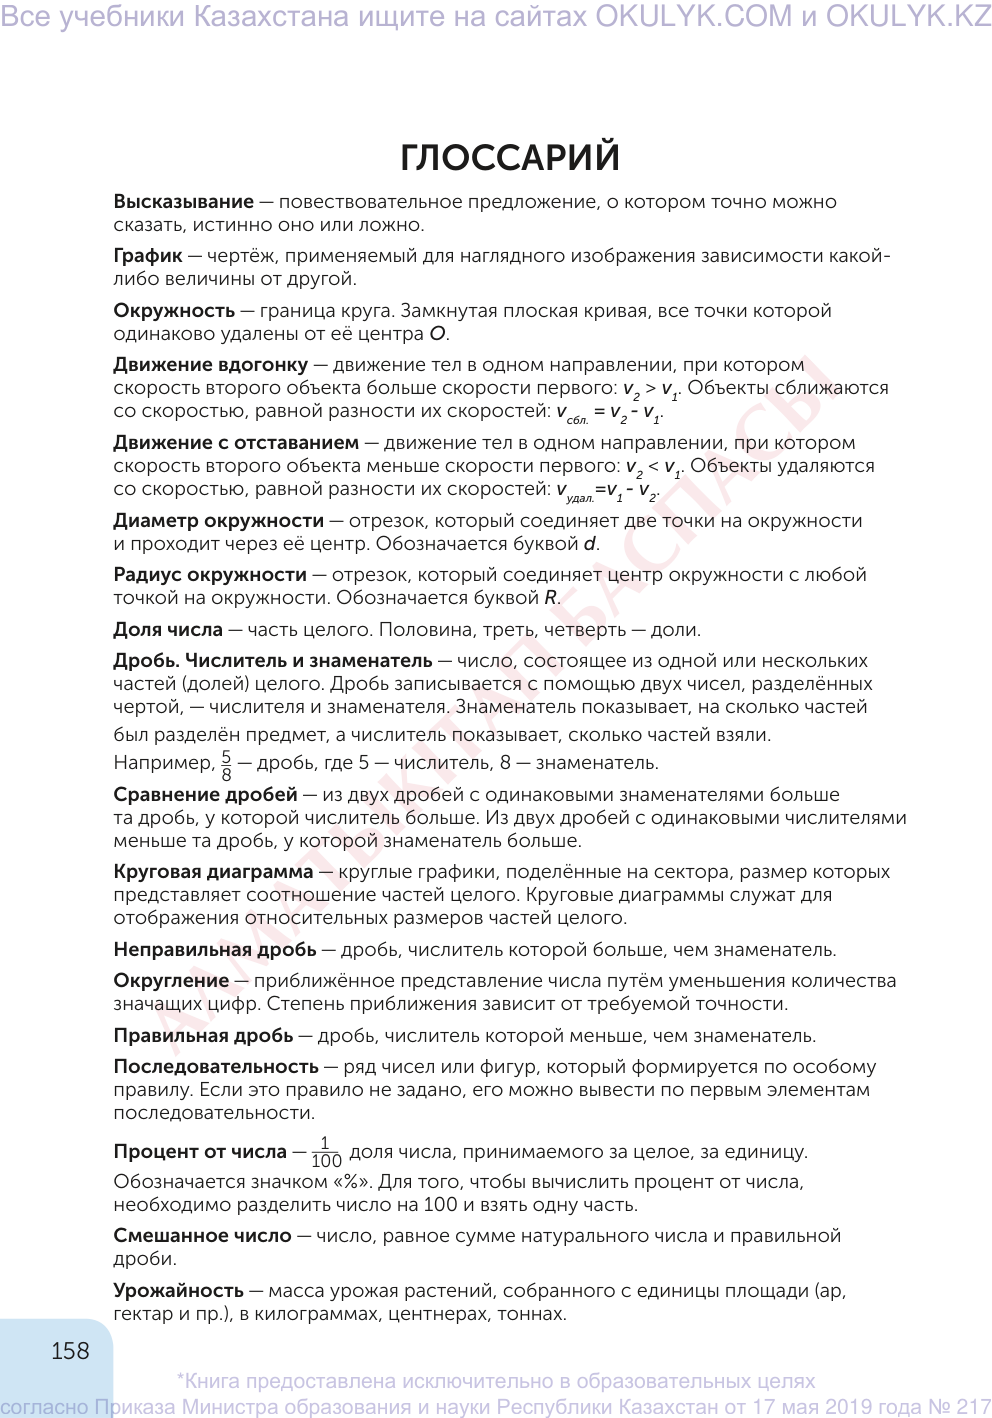 Все учебники Казахстана ищите на сайтах OKULYK.COM и OKULYK.KZ
ГЛОССАРИЙ
Высказывание — повествовательное предложение, о котором точно можно
сказать, истинно оно или ложно.
График — чертёж, применяемый для наглядного изображения зависимости какой-
либо величины от другой.
Окружность — граница круга. Замкнутая плоская кривая, все точки которой
одинаково удалены от её центра O.
Движение вдогонку — движение тел в одном направлении, при котором
скорость второго объекта больше скорости первого: v₂ > v₁. Объекты сближаются
со скоростью, равной разности их скоростей: v сбл. = v₂ - v₁.
Движение с отставанием — движение тел в одном направлении, при котором
скорость второго объекта меньше скорости первого: v₂ < v₁. Объекты удаляются
со скоростью, равной разности их скоростей: v удал.=v₁ - v₂.
Диаметр окружности — отрезок, который соединяет две точки на окружности
и проходит через её центр. Обозначается буквой d.
Радиус окружности — отрезок, который соединяет центр окружности с любой
точкой на окружности. Обозначается буквой R.
Доля числа — часть целого. Половина, треть, четверть — доли.
Дробь. Числитель и знаменатель — число, состоящее из одной или нескольких
частей (долей) целого. Дробь записывается с помощью двух чисел, разделённых
чертой, — числителя и знаменателя. Знаменатель показывает, на сколько частей
был разделён предмет, а числитель показывает, сколько частей взяли.
Например, 5/8 — дробь, где 5 — числитель, 8 — знаменатель.
Сравнение дробей — из двух дробей с одинаковыми знаменателями больше
та дробь, у которой числитель больше. Из двух дробей с одинаковыми числителями
меньше та дробь, у которой знаменатель больше.
Круговая диаграмма — круглые графики, поделённые на сектора, размер которых
представляет соотношение частей целого. Круговые диаграммы служат для
отображения относительных размеров частей целого.
Неправильная дробь — дробь, числитель которой больше, чем знаменатель.
Округление — приближённое представление числа путём уменьшения количества
значащих цифр. Степень приближения зависит от требуемой точности.
Правильная дробь — дробь, числитель которой меньше, чем знаменатель.
Последовательность — ряд чисел или фигур, который формируется по особому
правилу. Если это правило не задано, его можно вывести по первым элементам
последовательности.
Процент от числа — 1/100 доля числа, принимаемого за целое, за единицу.
Обозначается значком «%». Для того, чтобы вычислить процент от числа,
необходимо разделить число на 100 и взять одну часть.
Смешанное число — число, равное сумме натурального числа и правильной
дроби.
Урожайность — масса урожая растений, собранного с единицы площади (ар,
гектар и пр.), в килограммах, центнерах, тоннах.
АЛМАТЫКІТАП БАСПАСЫ
158
*Книга предоставлена исключительно в образовательных целях
согласно Приказа Министра образования и науки Республики Казахстан от 17 мая 2019 года № 217